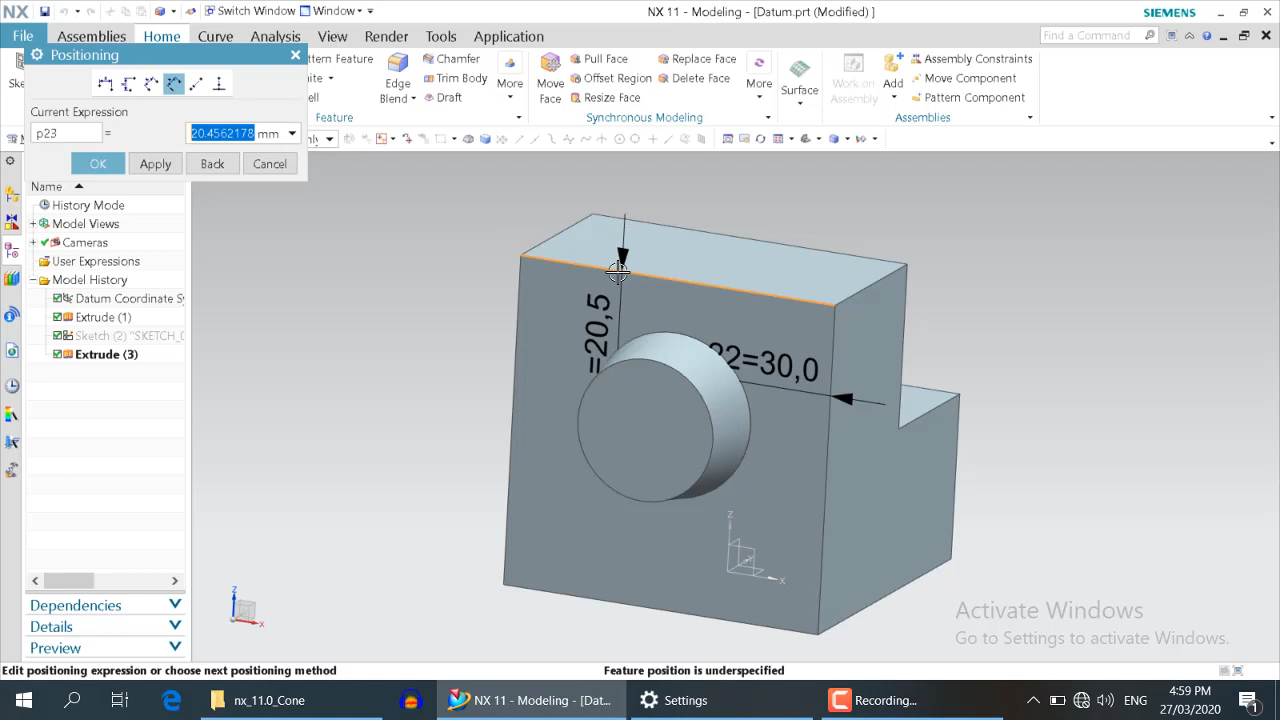 NX
Switch Window
Window
NX 11 - Modeling - [Datum.prt (Modified) ]
SIEMENS
File
Assemblies
Home
Curve
Analysis
View
Render
Tools
Application
Find a Command
Positioning
Current Expression
p23
=
20.4562178 mm
OK
Apply
Back
Cancel
ttern Feature
Edge
Blend
Chamfer
Trim Body
Draft
More
Feature
Move
Face
Pull Face
Offset Region
Resize Face
Replace Face
Delete Face
More
Synchronous Modeling
Surface
Work on
Assembly
Add
Assembly Constraints
Move Component
Pattern Component
Assemblies
Name
History Mode
Model Views
Cameras
User Expressions
Model History
Datum Coordinate Sy
Extrude (1)
Sketch (2) "SKETCH_0
Extrude (3)
Dependencies
Details
Preview
=20,5
22=30,0
Z
X
Z
X
Activate Windows
Go to Settings to activate Windows.
Edit positioning expression or choose next positioning method
Feature position is underspecified
nx_11.0_Cone
NX 11 - Modeling - [Dat...
Settings
Recording...
ENG
4:59 PM
27/03/2020
1